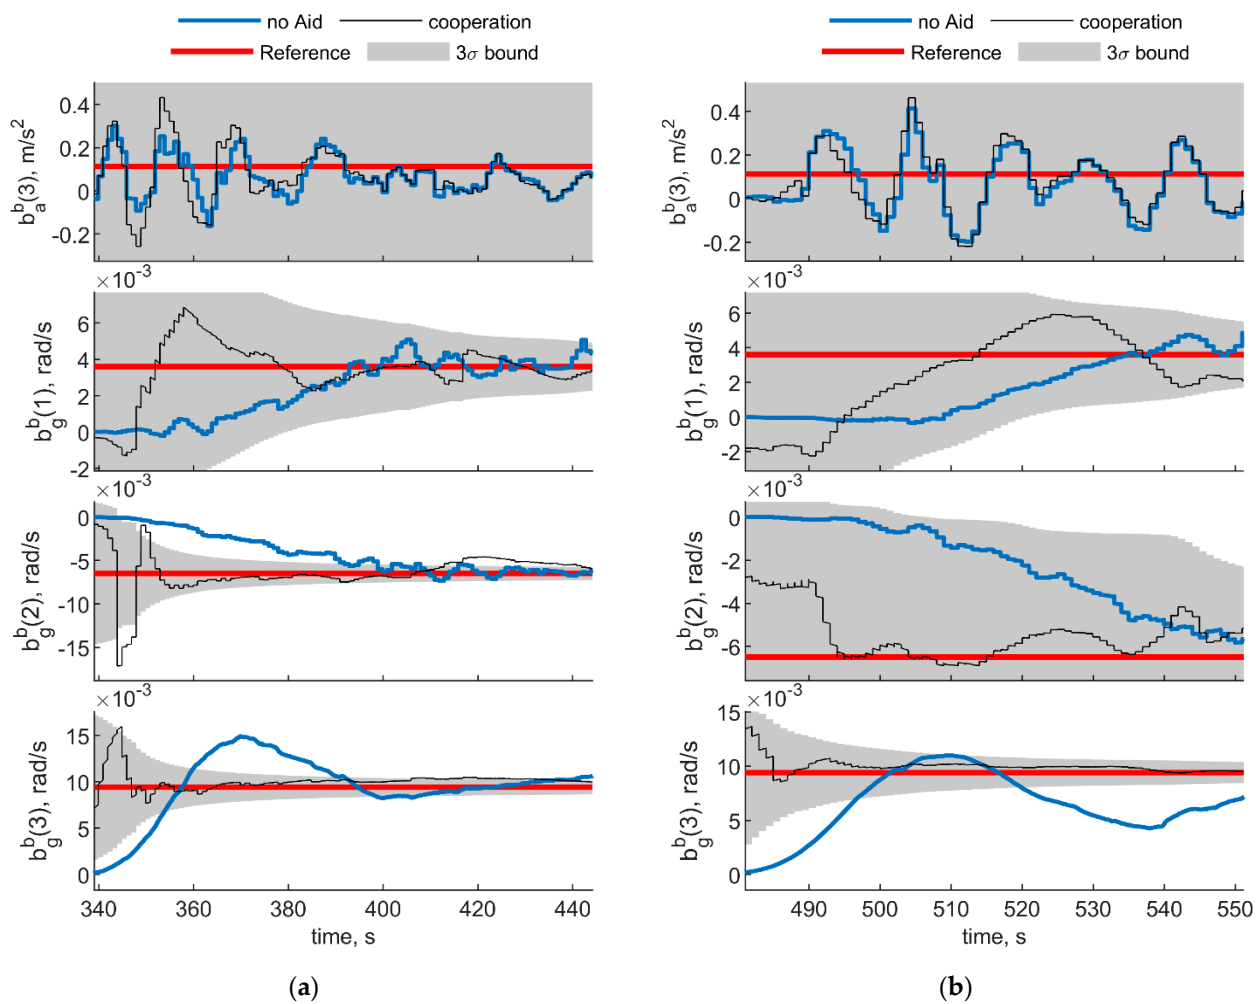 no Aid cooperation
Reference 3σ bound
0.4
0.2
0
-0.2
b_a^b(3), m/s^2
×10^-3
6
4
2
0
-2
b_g^b(1), rad/s
×10^-3
0
-5
-10
-15
b_g^b(2), rad/s
×10^-3
15
10
5
0
b_g^b(3), rad/s
340 360 380 400 420 440
time, s
(a)
no Aid cooperation
Reference 3σ bound
0.4
0.2
0
-0.2
b_a^b(3), m/s^2
×10^-3
6
4
2
0
-2
b_g^b(1), rad/s
×10^-3
0
-2
-4
-6
b_g^b(2), rad/s
×10^-3
15
10
5
0
b_g^b(3), rad/s
490 500 510 520 530 540 550
time, s
(b)